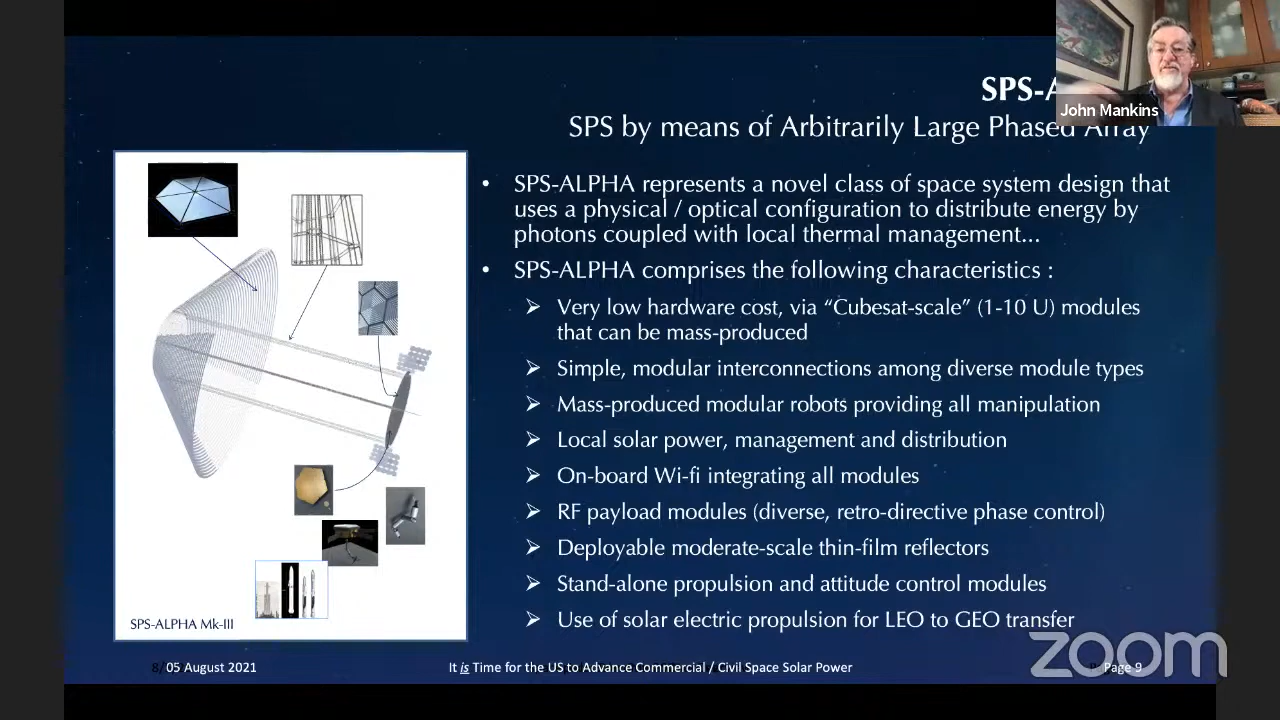 SPS-A
John Mankins
SPS by means of Arbitrarily Large Phased Array
• SPS-ALPHA represents a novel class of space system design that
uses a physical / optical configuration to distribute energy by
photons coupled with local thermal management...
• SPS-ALPHA comprises the following characteristics :
➢ Very low hardware cost, via “Cubesat-scale” (1-10 U) modules
that can be mass-produced
➢ Simple, modular interconnections among diverse module types
➢ Mass-produced modular robots providing all manipulation
➢ Local solar power, management and distribution
➢ On-board Wi-fi integrating all modules
➢ RF payload modules (diverse, retro-directive phase control)
➢ Deployable moderate-scale thin-film reflectors
➢ Stand-alone propulsion and attitude control modules
➢ Use of solar electric propulsion for LEO to GEO transfer
SPS-ALPHA Mk-III
05 August 2021
It is Time for the US to Advance Commercial / Civil Space Solar Power
Page 9
zoom